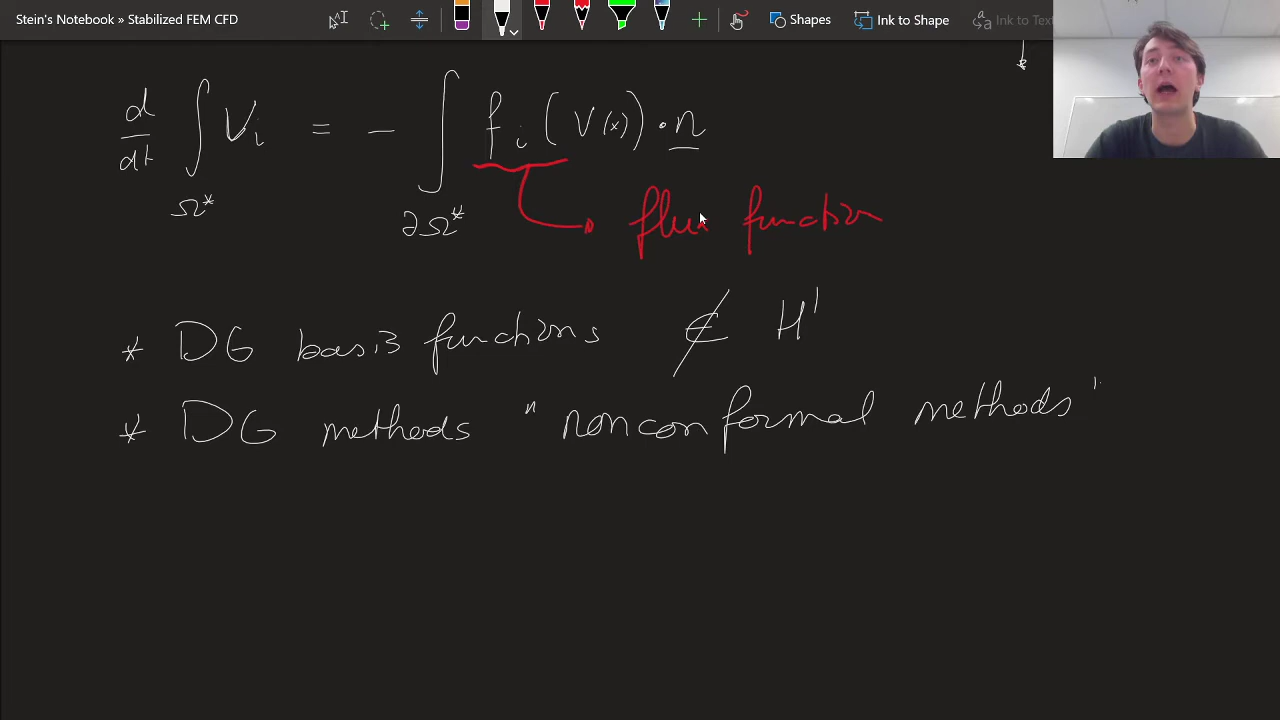 Stein's Notebook » Stabilized FEM CFD
Shapes
Ink to Shape
Ink to Text
d/dt ∫_Ω* V_i = - ∫_∂Ω* f_i (V(x)) · n
flux function
* DG basis functions ⊄ H¹
* DG methods "nonconformal methods"